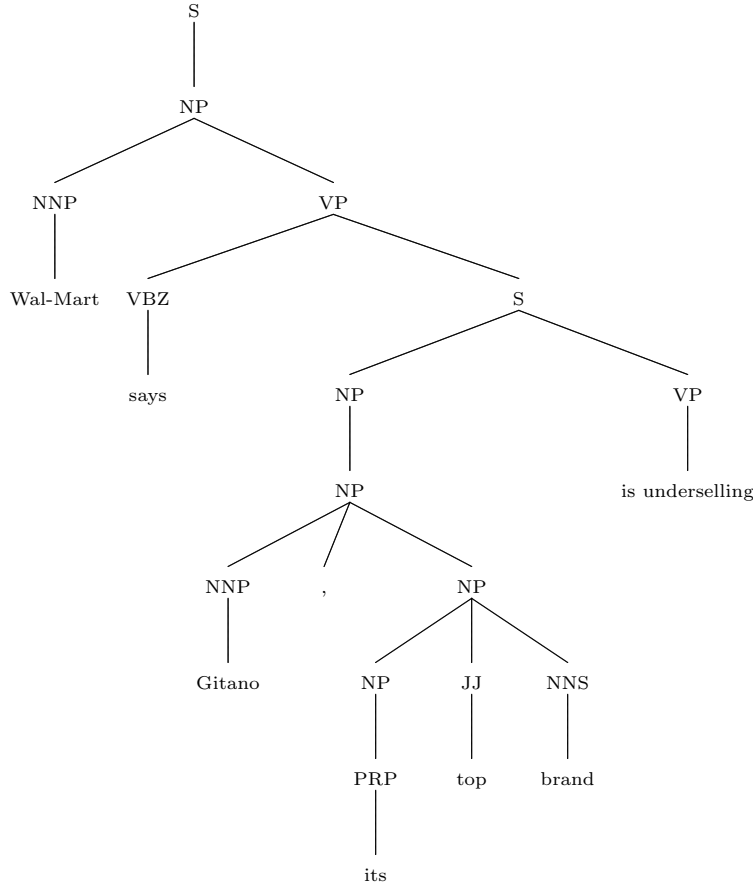 S
NP
NNP VP
Wal-Mart VBZ S
says NP VP
NP is underselling
NNP , NP
Gitano NP JJ NNS
PRP top brand
its